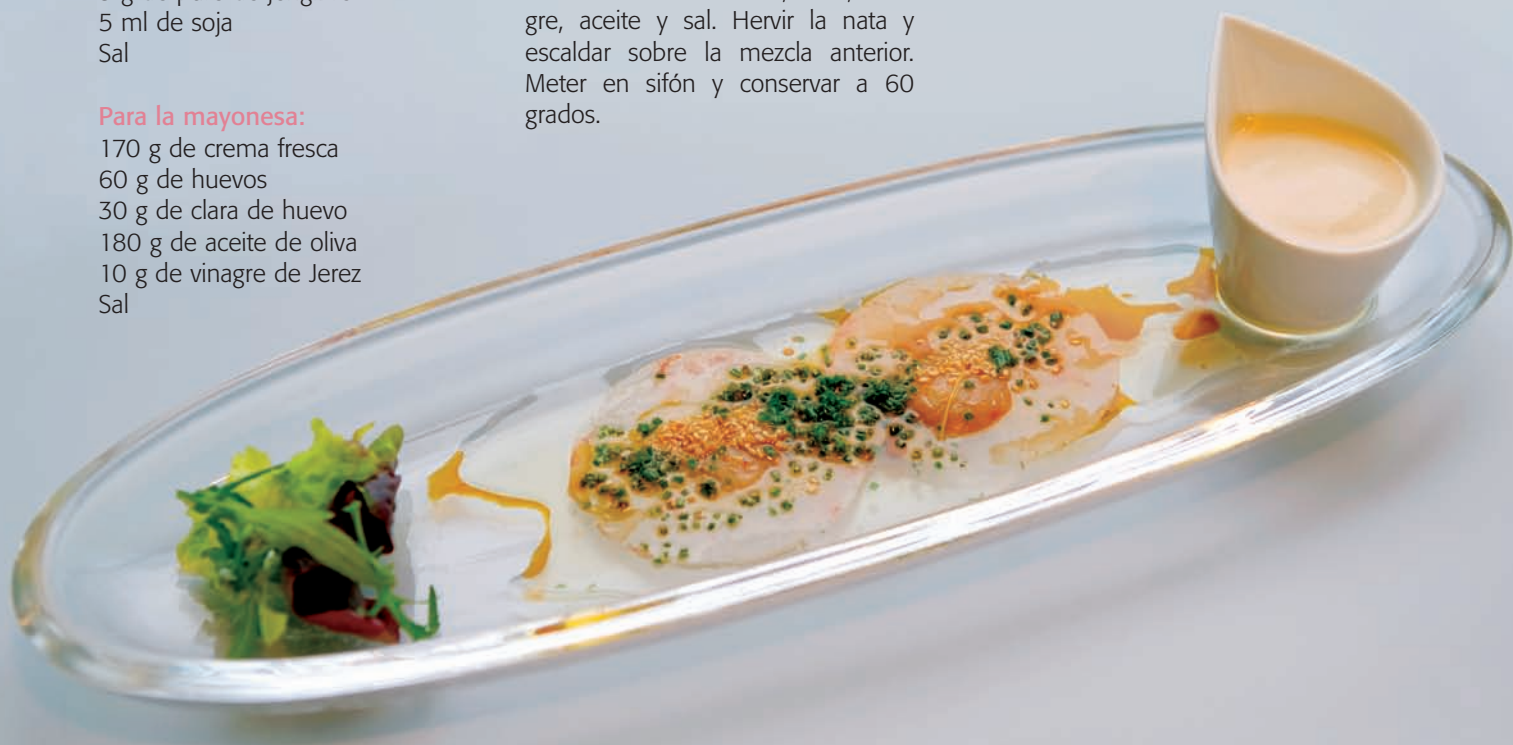 5 ml de soja
Sal
Para la mayonesa:
170 g de crema fresca
60 g de huevos
30 g de clara de huevo
180 g de aceite de oliva
10 g de vinagre de Jerez
Sal
gre, aceite y sal. Hervir la nata y
escaldar sobre la mezcla anterior.
Meter en sifón y conservar a 60
grados.